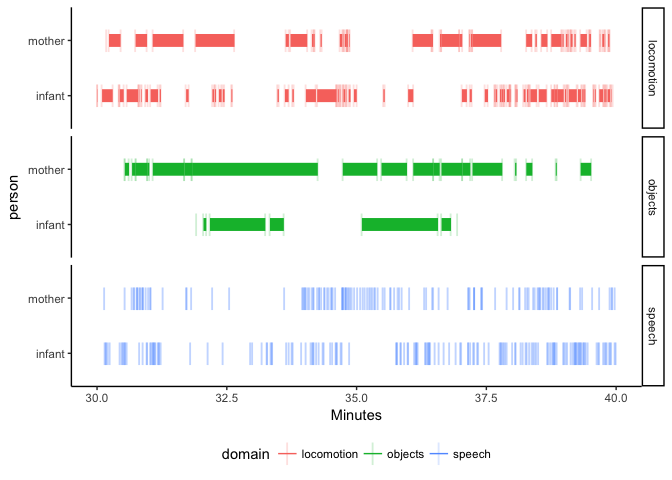 mother
infant
locomotion
mother
infant
objects
mother
infant
speech
person
30.0 32.5 35.0 37.5 40.0
Minutes
domain locomotion objects speech